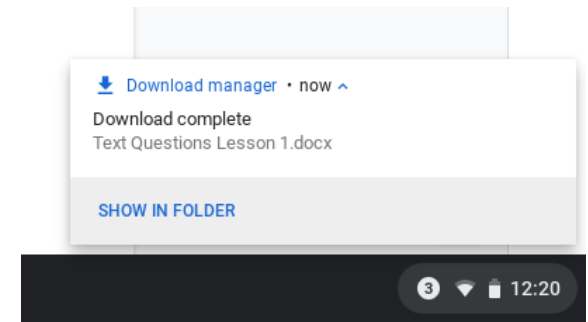 Download manager • now
Download complete
Text Questions Lesson 1.docx
SHOW IN FOLDER
3 12:20